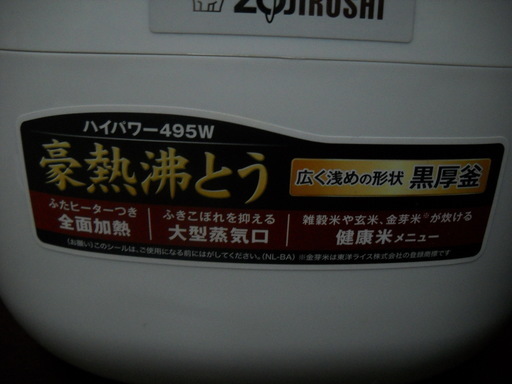 ZOJIRUSHI
ハイパワー495W
豪熱沸とう
広く浅めの形状 黒厚釜
ふたヒーターつき
全面加熱
ふきこぼれを抑える
大型蒸気口
雑穀米や玄米、金芽米※が炊ける
健康米メニュー
(お願い)このシールは、ご使用になる前にはがしてください。(NL-BA) ※金芽米は東洋ライス株式会社の登録商標です